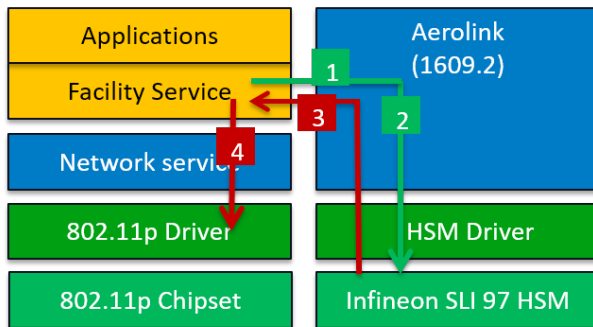 Applications
Facility Service
Network service
802.11p Driver
802.11p Chipset
Aerolink
(1609.2)
HSM Driver
Infineon SLI 97 HSM
1
2
3
4